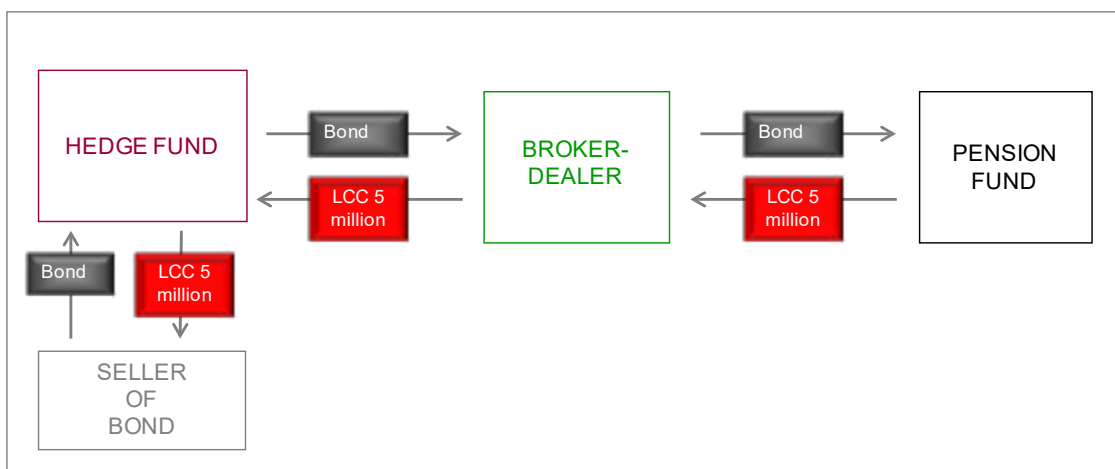 HEDGE FUND
Bond
LCC 5
million
BROKER-
DEALER
Bond
LCC 5
million
PENSION
FUND
Bond
LCC 5
million
SELLER
OF
BOND